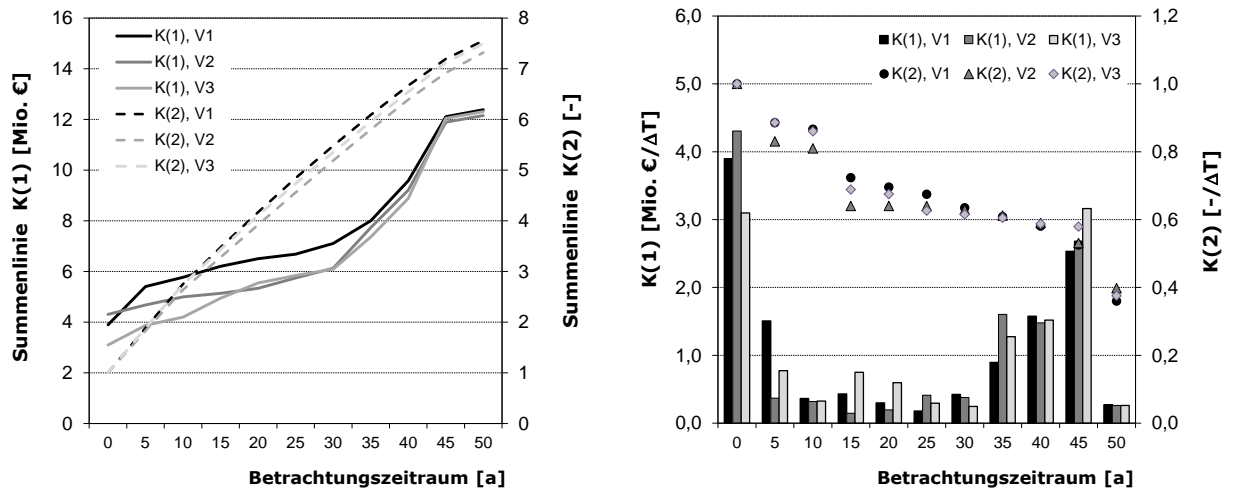 16
14
12
10
8
6
4
2
0
Summenlinie K(1) [Mio. €]
K(1), V1
K(1), V2
K(1), V3
K(2), V1
K(2), V2
K(2), V3
8
7
6
5
4
3
2
1
0
Summenlinie K(2) [-]
0 5 10 15 20 25 30 35 40 45 50
Betrachtungszeitraum [a]
6,0
5,0
4,0
3,0
2,0
1,0
0,0
K(1) [Mio. €/ΔT]
K(1), V1 K(1), V2 K(1), V3
K(2), V1 K(2), V2 K(2), V3
1,2
1,0
0,8
0,6
0,4
0,2
0,0
K(2) [-/ΔT]
0 5 10 15 20 25 30 35 40 45 50
Betrachtungszeitraum [a]